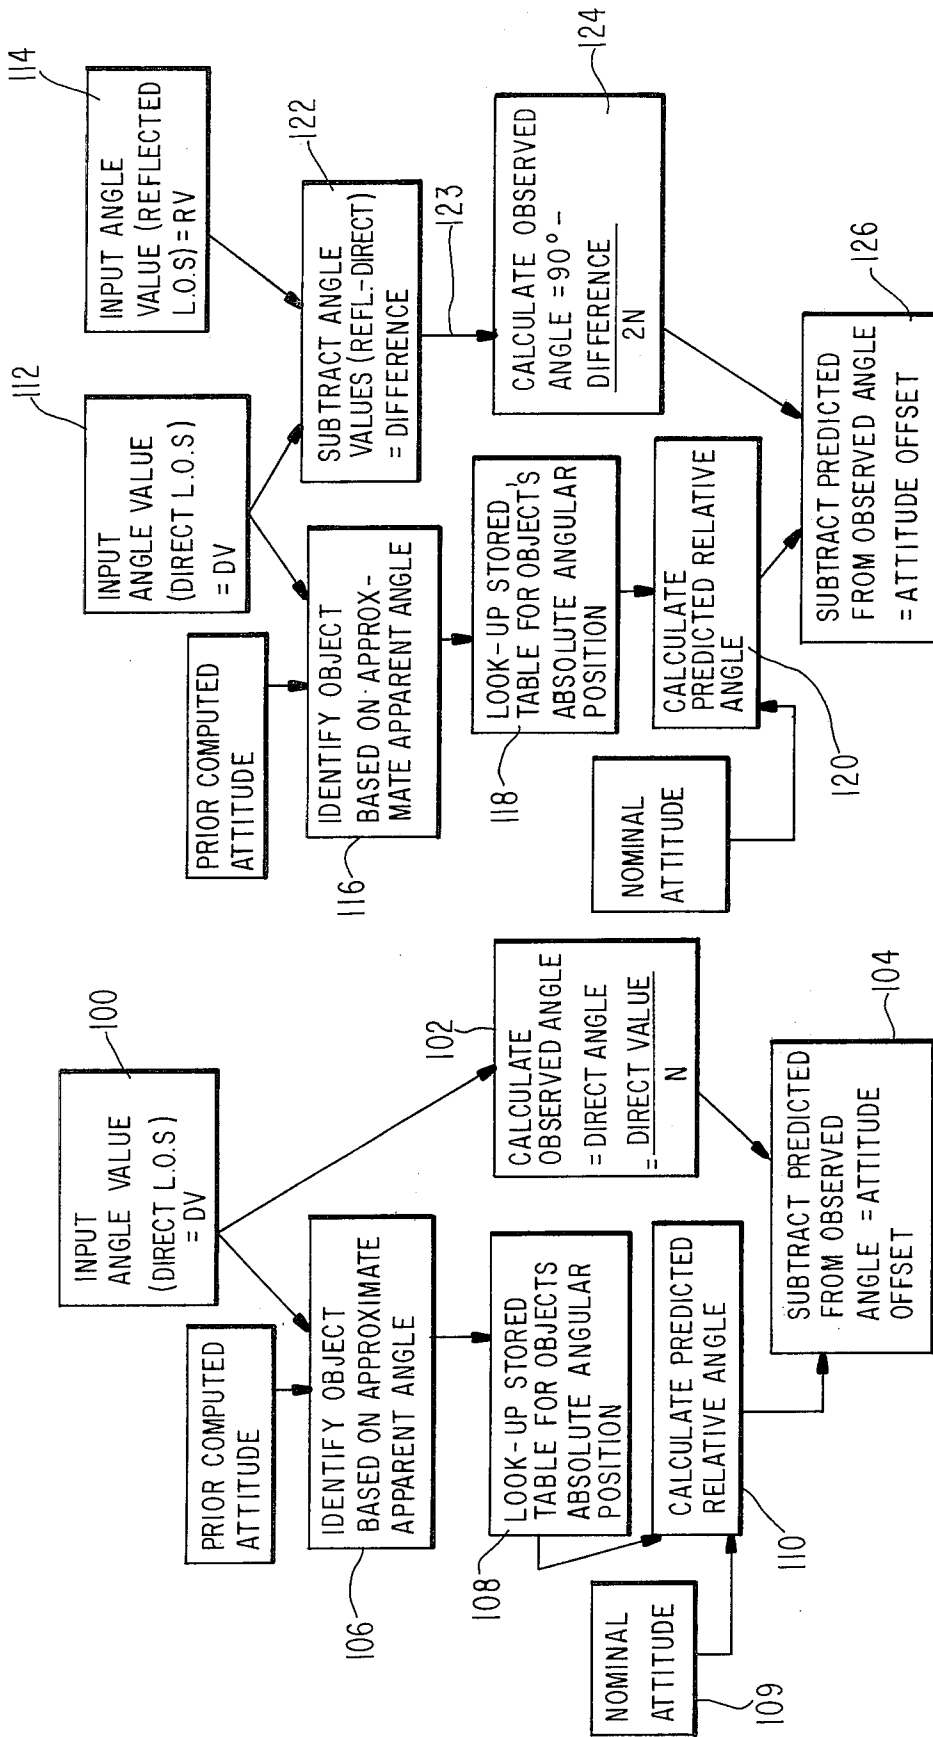 100
INPUT
ANGLE VALUE
(DIRECT L.O.S)
= DV
PRIOR COMPUTED
ATTITUDE
IDENTIFY OBJECT
BASED ON APPROXIMATE
APPARENT ANGLE
106
102
CALCULATE
OBSERVED ANGLE
= DIRECT ANGLE
= DIRECT VALUE
N
108
LOOK-UP STORED
TABLE FOR OBJECTS
ABSOLUTE ANGULAR
POSITION
NOMINAL
ATTITUDE
109
CALCULATE PREDICTED
RELATIVE ANGLE
110
SUBTRACT PREDICTED
FROM OBSERVED
ANGLE = ATTITUDE
OFFSET
104
112
INPUT
ANGLE VALUE
(DIRECT L.O.S)
= DV
114
INPUT ANGLE
VALUE (REFLECTED
L.O.S) = RV
PRIOR COMPUTED
ATTITUDE
IDENTIFY OBJECT
BASED ON APPROX-
MATE APPARENT ANGLE
116
SUBTRACT ANGLE
VALUES (REFL.-DIRECT)
= DIFFERENCE
122
123
LOOK-UP STORED
TABLE FOR OBJECT'S
ABSOLUTE ANGULAR
POSITION
118
CALCULATE OBSERVED
ANGLE = 90° -
DIFFERENCE
2N
124
NOMINAL
ATTITUDE
CALCULATE
PREDICTED RELATIVE
ANGLE
120
SUBTRACT PREDICTED
FROM OBSERVED ANGLE
= ATTITUDE OFFSET
126